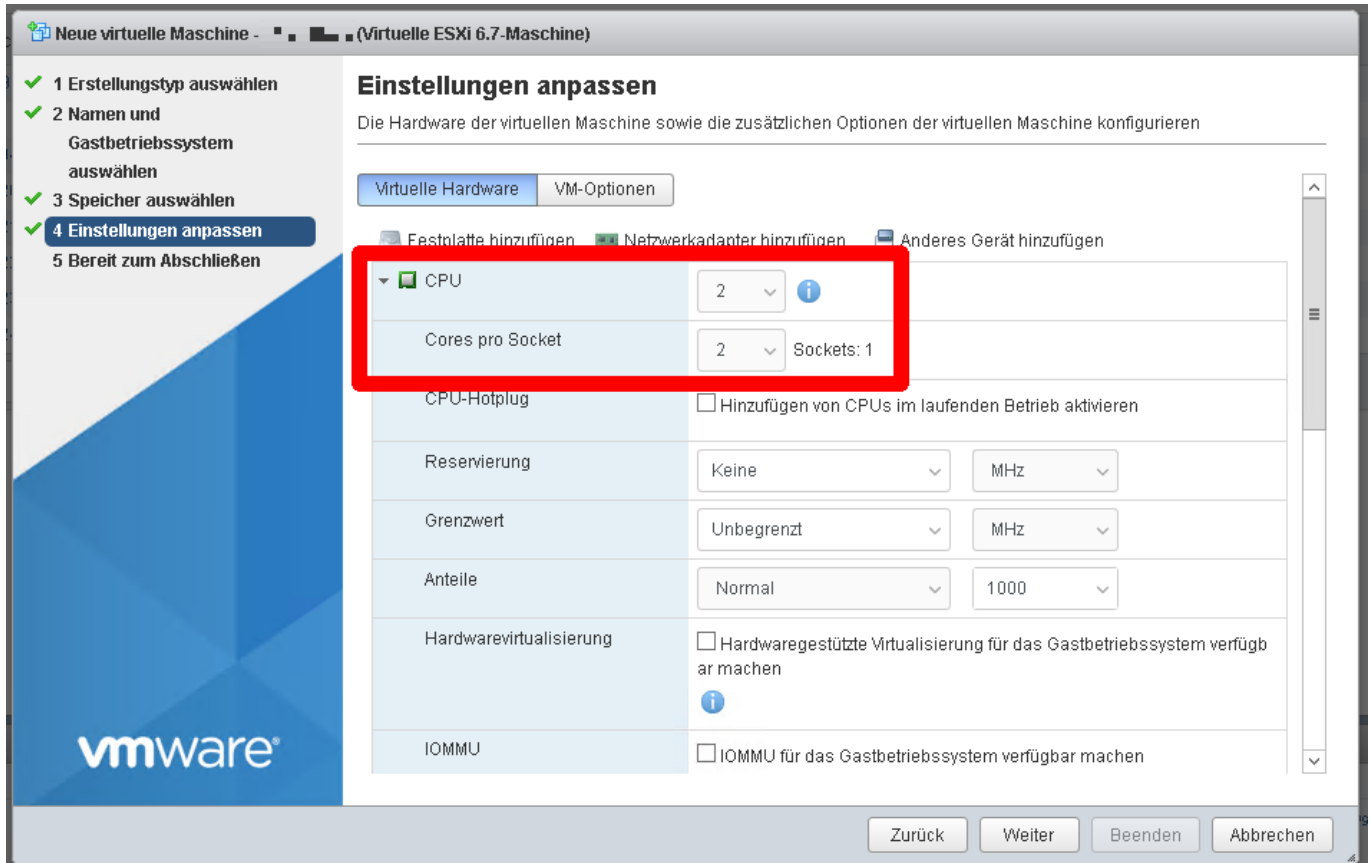 Neue virtuelle Maschine - (Virtuelle ESXi 6.7-Maschine)
1 Erstellungstyp auswählen
2 Namen und
Gastbetriebssystem
auswählen
3 Speicher auswählen
4 Einstellungen anpassen
5 Bereit zum Abschließen
vmware®
Einstellungen anpassen
Die Hardware der virtuellen Maschine sowie die zusätzlichen Optionen der virtuellen Maschine konfigurieren
Virtuelle Hardware VM-Optionen
Festplatte hinzufügen Netzwerkadapter hinzufügen Anderes Gerät hinzufügen
CPU 2
Cores pro Socket 2 Sockets: 1
CPU-Hotplug Hinzufügen von CPUs im laufenden Betrieb aktivieren
Reservierung Keine MHz
Grenzwert Unbegrenzt MHz
Anteile Normal 1000
Hardwarevirtualisierung Hardwaregestützte Virtualisierung für das Gastbetriebssystem verfügb
ar machen
IOMMU IOMMU für das Gastbetriebssystem verfügbar machen
Zurück Weiter Beenden Abbrechen